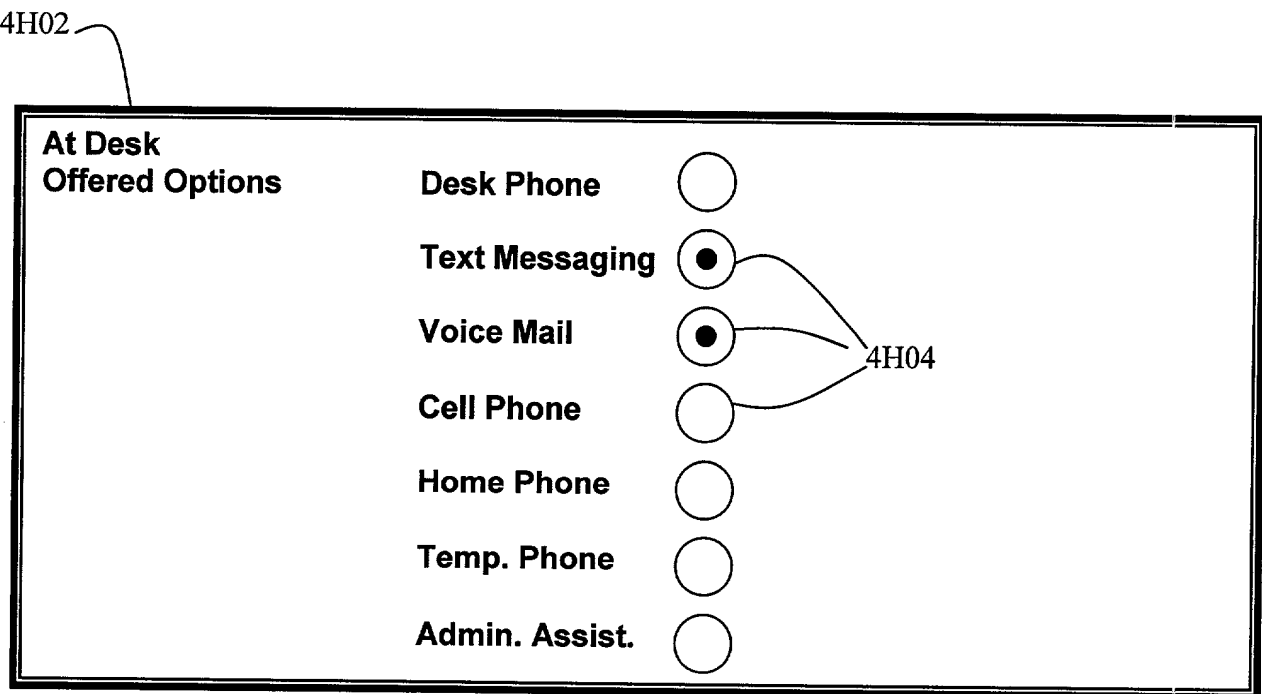 4H02
At Desk
Offered Options
Desk Phone
Text Messaging
Voice Mail
4H04
Cell Phone
Home Phone
Temp. Phone
Admin. Assist.